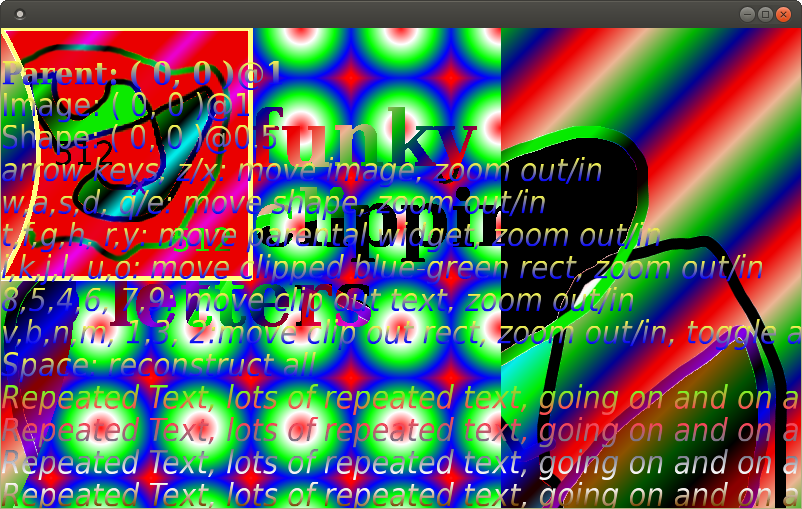 Parent: ( 0, 0 )@1
Image: ( 0, 0 )@1
Shape: ( 0, 0 )@0.5
512
funky
arrow keys, z/x: move image, zoom out/in
w,a,s,d, q/e: move shape, zoom out/in
clippin
t,f,g,h, r,y: move parental widget, zoom out/in
512
i,k,j,l, u,o: move clipped blue-green rect, zoom out/in
8,5,4,6, 7,9: move clip out text, zoom out/in
letters
v,b,n,m, 1,3, 2:move clip out rect, zoom out/in, toggle a
Space: reconstruct all
Repeated Text, lots of repeated text, going on and on a
Repeated Text, lots of repeated text, going on and on a
Repeated Text, lots of repeated text, going on and on a
Repeated Text, lots of repeated text, going on and on a